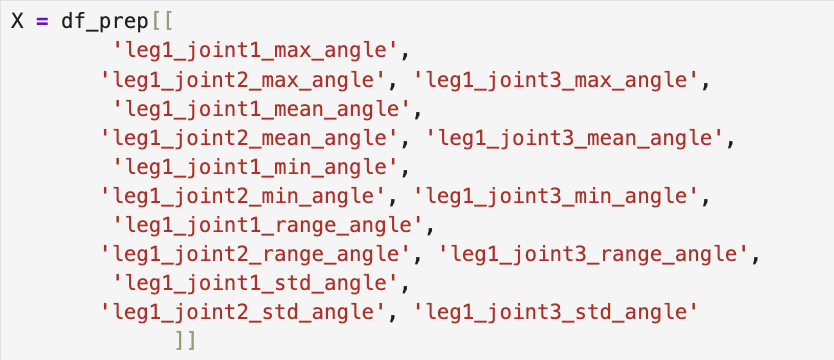 X = df_prep[[
'leg1_joint1_max_angle',
'leg1_joint2_max_angle', 'leg1_joint3_max_angle',
'leg1_joint1_mean_angle',
'leg1_joint2_mean_angle', 'leg1_joint3_mean_angle',
'leg1_joint1_min_angle',
'leg1_joint2_min_angle', 'leg1_joint3_min_angle',
'leg1_joint1_range_angle',
'leg1_joint2_range_angle', 'leg1_joint3_range_angle',
'leg1_joint1_std_angle',
'leg1_joint2_std_angle', 'leg1_joint3_std_angle'
]]